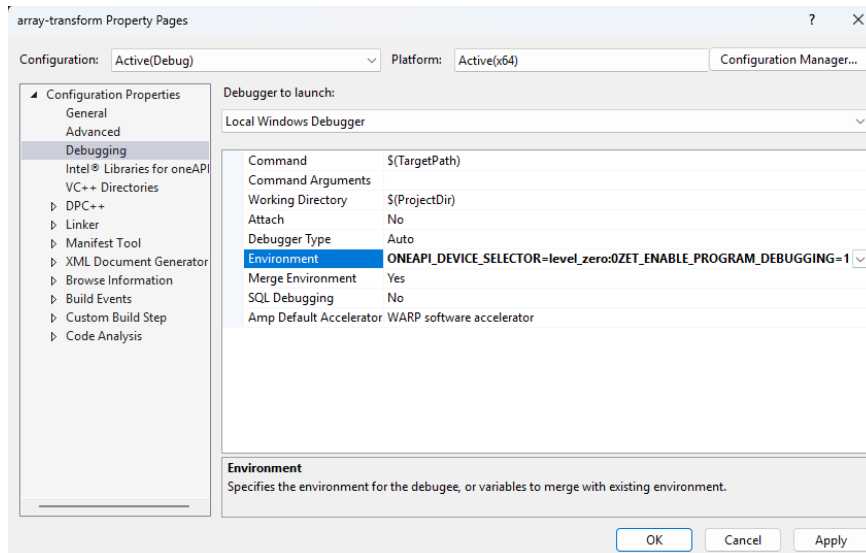 array-transform Property Pages ? ×
Configuration: Active(Debug) Platform: Active(x64) Configuration Manager...
Configuration Properties
General
Advanced
Debugging
Intel® Libraries for oneAPI
VC++ Directories
DPC++
Linker
Manifest Tool
XML Document Generator
Browse Information
Build Events
Custom Build Step
Code Analysis
Debugger to launch:
Local Windows Debugger
Command $(TargetPath)
Command Arguments
Working Directory $(ProjectDir)
Attach No
Debugger Type Auto
Environment ONEAPI_DEVICE_SELECTOR=level_zero:0ZET_ENABLE_PROGRAM_DEBUGGING=1
Merge Environment Yes
SQL Debugging No
Amp Default Accelerator WARP software accelerator
Environment
Specifies the environment for the debugee, or variables to merge with existing environment.
OK Cancel Apply